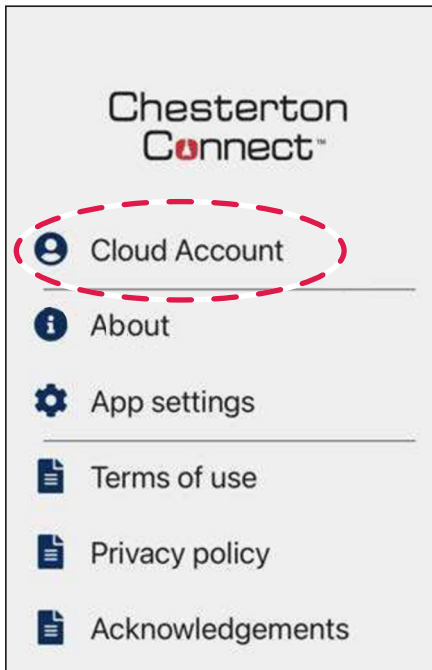 Chesterton
Connect™
Cloud Account
About
App settings
Terms of use
Privacy policy
Acknowledgements